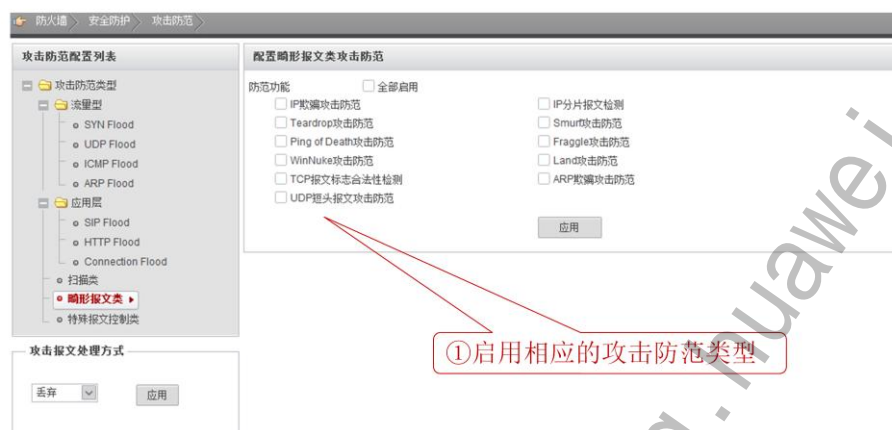 防火墙 安全防护 攻击防范
攻击防范配置列表
攻击防范类型
流量型
SYN Flood
UDP Flood
ICMP Flood
ARP Flood
应用层
SIP Flood
HTTP Flood
Connection Flood
扫描类
畸形报文类
特殊报文控制类
攻击报文处理方式
丢弃 应用
配置畸形报文类攻击防范
防范功能 全部启用
IP欺骗攻击防范 IP分片报文检测
Teardrop攻击防范 Smurf攻击防范
Ping of Death攻击防范 Fraggle攻击防范
WinNuke攻击防范 Land攻击防范
TCP报文标志合法性检测 ARP欺骗攻击防范
UDP短头报文攻击防范
应用
①启用相应的攻击防范类型
g.huawei